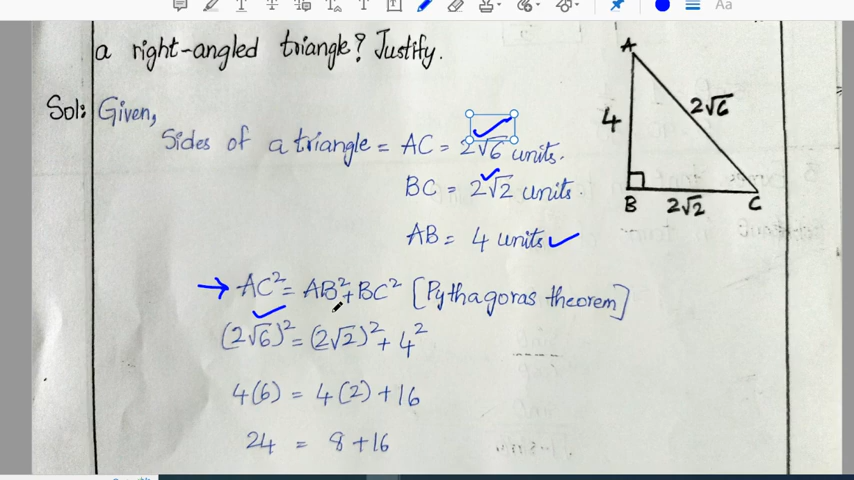 a right-angled triangle? Justify.
Sol: Given,
Sides of a triangle = AC = 2√6 units.
BC = 2√2 units.
AB = 4 units
→ AC² = AB² + BC² [Pythagoras theorem]
(2√6)² = (2√2)² + 4²
4(6) = 4(2) + 16
24 = 8 + 16
A
4
2√6
B
2√2
C